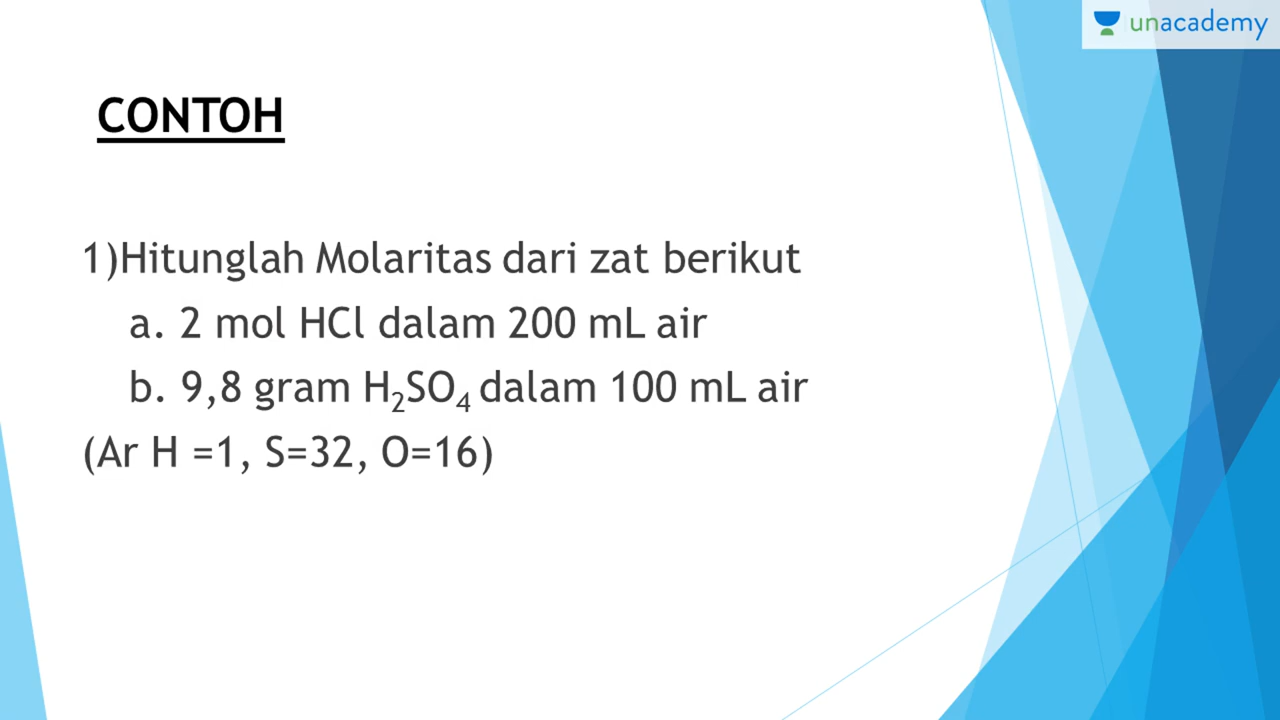 unacademy
CONTOH
1)Hitunglah Molaritas dari zat berikut
a. 2 mol HCl dalam 200 mL air
b. 9,8 gram H₂SO₄ dalam 100 mL air
(Ar H =1, S=32, O=16)